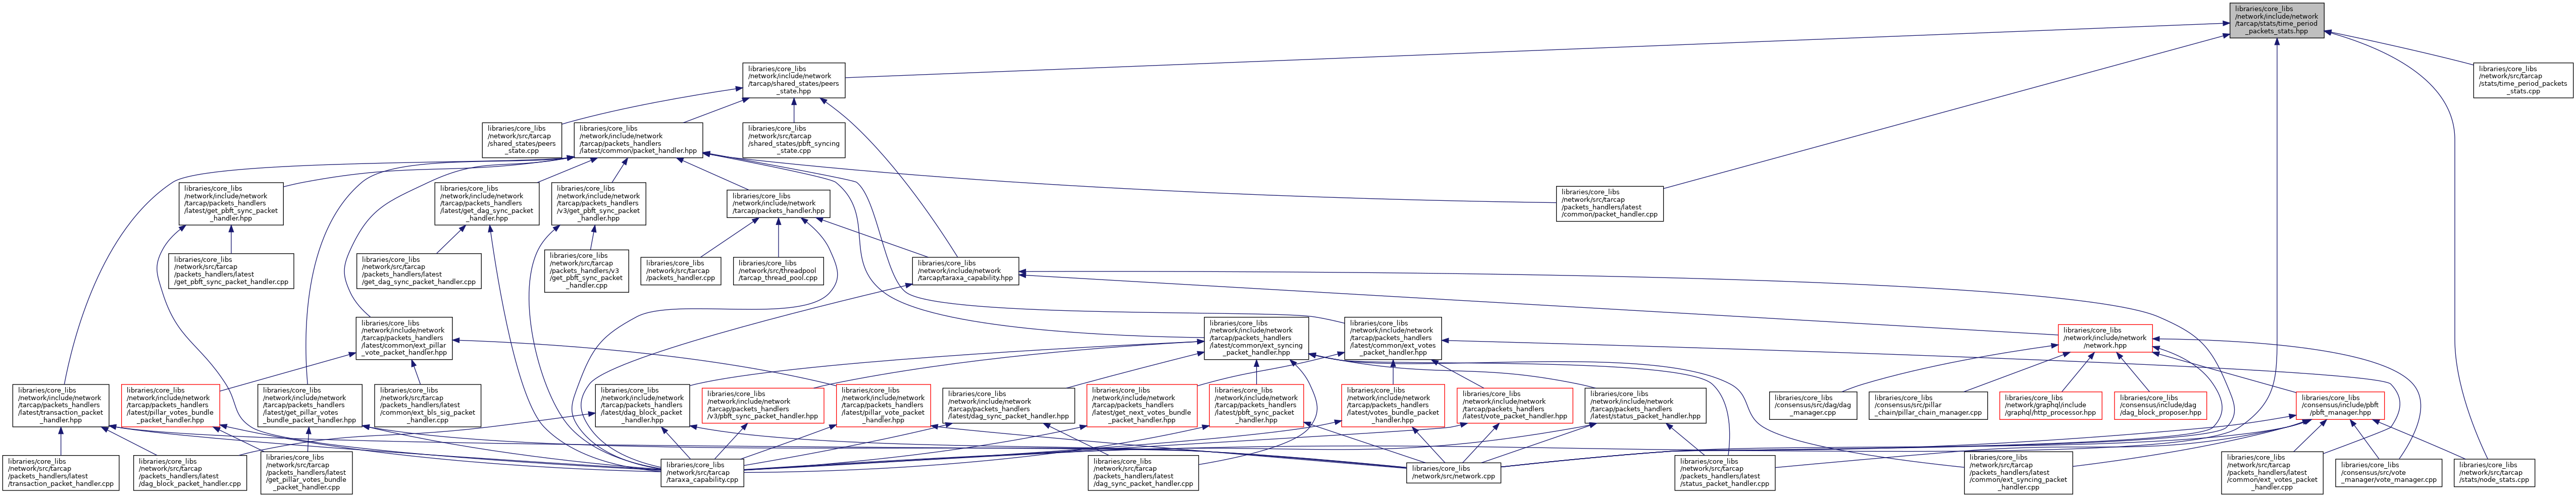 libraries/core_libs
/network/include/network
/tarcap/stats/time_period
_packets_stats.hpp
libraries/core_libs
/network/include/network
/tarcap/shared_states/peers
_state.hpp
libraries/core_libs
/network/src/tarcap
/stats/time_period_packets
_stats.cpp
libraries/core_libs
/network/src/tarcap
/shared_states/peers
_state.cpp
libraries/core_libs
/network/include/network
/tarcap/packets_handlers
/latest/common/packet_handler.hpp
libraries/core_libs
/network/src/tarcap
/shared_states/pbft_syncing
_state.cpp
libraries/core_libs
/network/include/network
/tarcap/packets_handlers
/latest/get_pbft_sync_packet
_handler.hpp
libraries/core_libs
/network/include/network
/tarcap/packets_handlers
/latest/get_dag_sync_packet
_handler.hpp
libraries/core_libs
/network/include/network
/tarcap/packets_handlers
/v3/get_pbft_sync_packet
_handler.hpp
libraries/core_libs
/network/include/network
/tarcap/packets_handler.hpp
libraries/core_libs
/network/src/tarcap
/packets_handlers/latest
/common/packet_handler.cpp
libraries/core_libs
/network/src/tarcap
/packets_handlers/latest
/get_pbft_sync_packet_handler.cpp
libraries/core_libs
/network/src/tarcap
/packets_handlers/latest
/get_dag_sync_packet_handler.cpp
libraries/core_libs
/network/src/tarcap
/packets_handlers/v3
/get_pbft_sync_packet
_handler.cpp
libraries/core_libs
/network/src/tarcap
/packets_handler.cpp
libraries/core_libs
/network/src/threadpool
/tarcap_thread_pool.cpp
libraries/core_libs
/network/include/network
/tarcap/taraxa_capability.hpp
libraries/core_libs
/network/include/network
/tarcap/packets_handlers
/latest/common/ext_pillar
_vote_packet_handler.hpp
libraries/core_libs
/network/include/network
/tarcap/packets_handlers
/latest/common/ext_syncing
_packet_handler.hpp
libraries/core_libs
/network/include/network
/tarcap/packets_handlers
/latest/common/ext_votes
_packet_handler.hpp
libraries/core_libs
/network/include/network
/network.hpp
libraries/core_libs
/network/include/network
/tarcap/packets_handlers
/latest/transaction_packet
_handler.hpp
libraries/core_libs
/network/include/network
/tarcap/packets_handlers
/latest/pillar_votes_bundle
_packet_handler.hpp
libraries/core_libs
/network/include/network
/tarcap/packets_handlers
/latest/get_pillar_votes
_bundle_packet_handler.hpp
libraries/core_libs
/network/src/tarcap
/packets_handlers/latest
/common/ext_bls_sig_packet
_handler.cpp
libraries/core_libs
/network/include/network
/tarcap/packets_handlers
/latest/dag_block_packet
_handler.hpp
libraries/core_libs
/network/include/network
/tarcap/packets_handlers
/v3/pbft_sync_packet_handler.hpp
libraries/core_libs
/network/include/network
/tarcap/packets_handlers
/latest/pillar_vote_packet
_handler.hpp
libraries/core_libs
/network/include/network
/tarcap/packets_handlers
/latest/dag_sync_packet_handler.hpp
libraries/core_libs
/network/include/network
/tarcap/packets_handlers
/latest/get_next_votes_bundle
_packet_handler.hpp
libraries/core_libs
/network/include/network
/tarcap/packets_handlers
/latest/pbft_sync_packet
_handler.hpp
libraries/core_libs
/network/include/network
/tarcap/packets_handlers
/latest/votes_bundle_packet
_handler.hpp
libraries/core_libs
/network/include/network
/tarcap/packets_handlers
/latest/vote_packet_handler.hpp
libraries/core_libs
/network/include/network
/tarcap/packets_handlers
/latest/status_packet_handler.hpp
libraries/core_libs
/consensus/src/dag/dag
_manager.cpp
libraries/core_libs
/consensus/src/pillar
_chain/pillar_chain_manager.cpp
libraries/core_libs
/network/graphql/include
/graphql/http_processor.hpp
libraries/core_libs
/consensus/include/dag
/dag_block_proposer.hpp
libraries/core_libs
/consensus/include/pbft
/pbft_manager.hpp
libraries/core_libs
/network/src/tarcap
/packets_handlers/latest
/transaction_packet_handler.cpp
libraries/core_libs
/network/src/tarcap
/packets_handlers/latest
/dag_block_packet_handler.cpp
libraries/core_libs
/network/src/tarcap
/packets_handlers/latest
/get_pillar_votes_bundle
_packet_handler.cpp
libraries/core_libs
/network/src/tarcap
/taraxa_capability.cpp
libraries/core_libs
/network/src/tarcap
/packets_handlers/latest
/dag_sync_packet_handler.cpp
libraries/core_libs
/network/src/network.cpp
libraries/core_libs
/network/src/tarcap
/packets_handlers/latest
/status_packet_handler.cpp
libraries/core_libs
/network/src/tarcap
/packets_handlers/latest
/common/ext_syncing_packet
_handler.cpp
libraries/core_libs
/network/src/tarcap
/packets_handlers/latest
/common/ext_votes_packet
_handler.cpp
libraries/core_libs
/consensus/src/vote
_manager/vote_manager.cpp
libraries/core_libs
/network/src/tarcap
/stats/node_stats.cpp